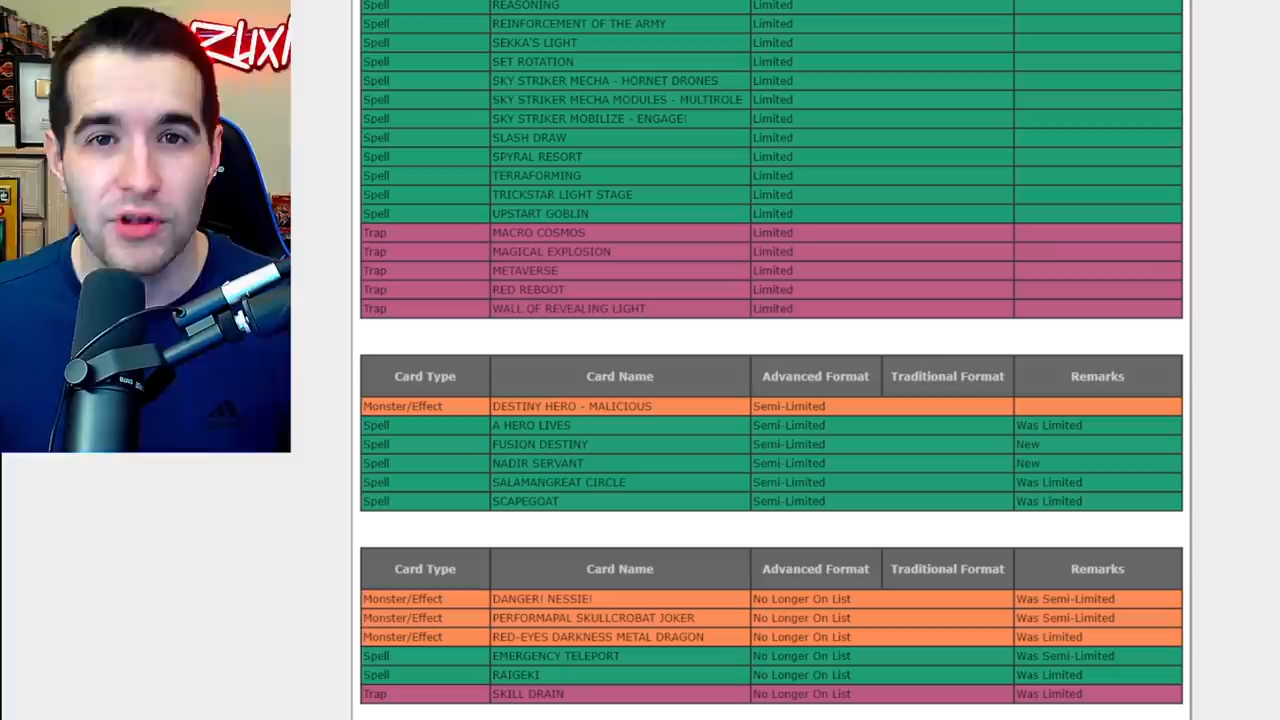 RUXI
Spell REASONING Limited
Spell REINFORCEMENT OF THE ARMY Limited
Spell SEKKA'S LIGHT Limited
Spell SET ROTATION Limited
Spell SKY STRIKER MECHA - HORNET DRONES Limited
Spell SKY STRIKER MECHA MODULES - MULTIROLE Limited
Spell SKY STRIKER MOBILIZE - ENGAGE! Limited
Spell SLASH DRAW Limited
Spell SPYRAL RESORT Limited
Spell TERRAFORMING Limited
Spell TRICKSTAR LIGHT STAGE Limited
Spell UPSTART GOBLIN Limited
Trap MACRO COSMOS Limited
Trap MAGICAL EXPLOSION Limited
Trap METAVERSE Limited
Trap RED REBOOT Limited
Trap WALL OF REVEALING LIGHT Limited
Card Type Card Name Advanced Format Traditional Format Remarks
Monster/Effect DESTINY HERO - MALICIOUS Semi-Limited
Spell A HERO LIVES Semi-Limited Was Limited
Spell FUSION DESTINY Semi-Limited New
Spell NADIR SERVANT Semi-Limited New
Spell SALAMANGREAT CIRCLE Semi-Limited Was Limited
Spell SCAPEGOAT Semi-Limited Was Limited
Card Type Card Name Advanced Format Traditional Format Remarks
Monster/Effect DANGER! NESSIE! No Longer On List Was Semi-Limited
Monster/Effect PERFORMAPAL SKULLCROBAT JOKER No Longer On List Was Semi-Limited
Monster/Effect RED-EYES DARKNESS METAL DRAGON No Longer On List Was Limited
Spell EMERGENCY TELEPORT No Longer On List Was Semi-Limited
Spell RAIGEKI No Longer On List Was Limited
Trap SKILL DRAIN No Longer On List Was Limited